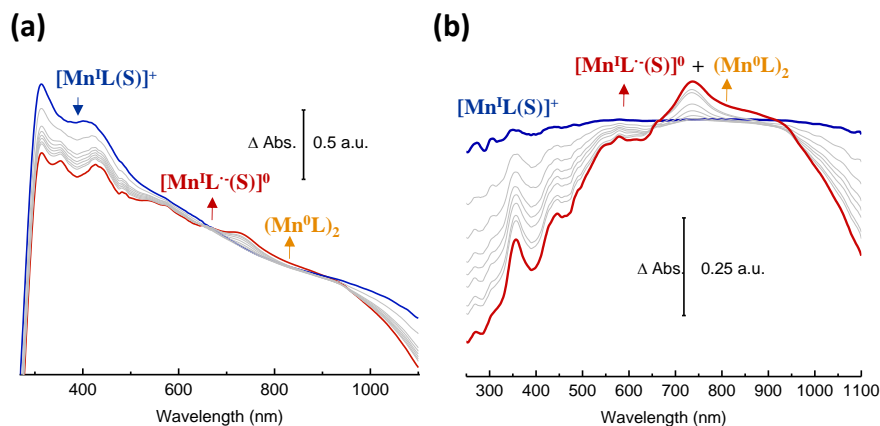 (a)
[MnᴵL(S)]⁺
Δ Abs. 0.5 a.u.
[MnᴵL·-(S)]⁰
(Mn⁰L)₂
400 600 800 1000
Wavelength (nm)
(b)
[MnᴵL·-(S)]⁰ + (Mn⁰L)₂
[MnᴵL(S)]⁺
Δ Abs. 0.25 a.u.
300 400 500 600 700 800 900 1000 1100
Wavelength (nm)